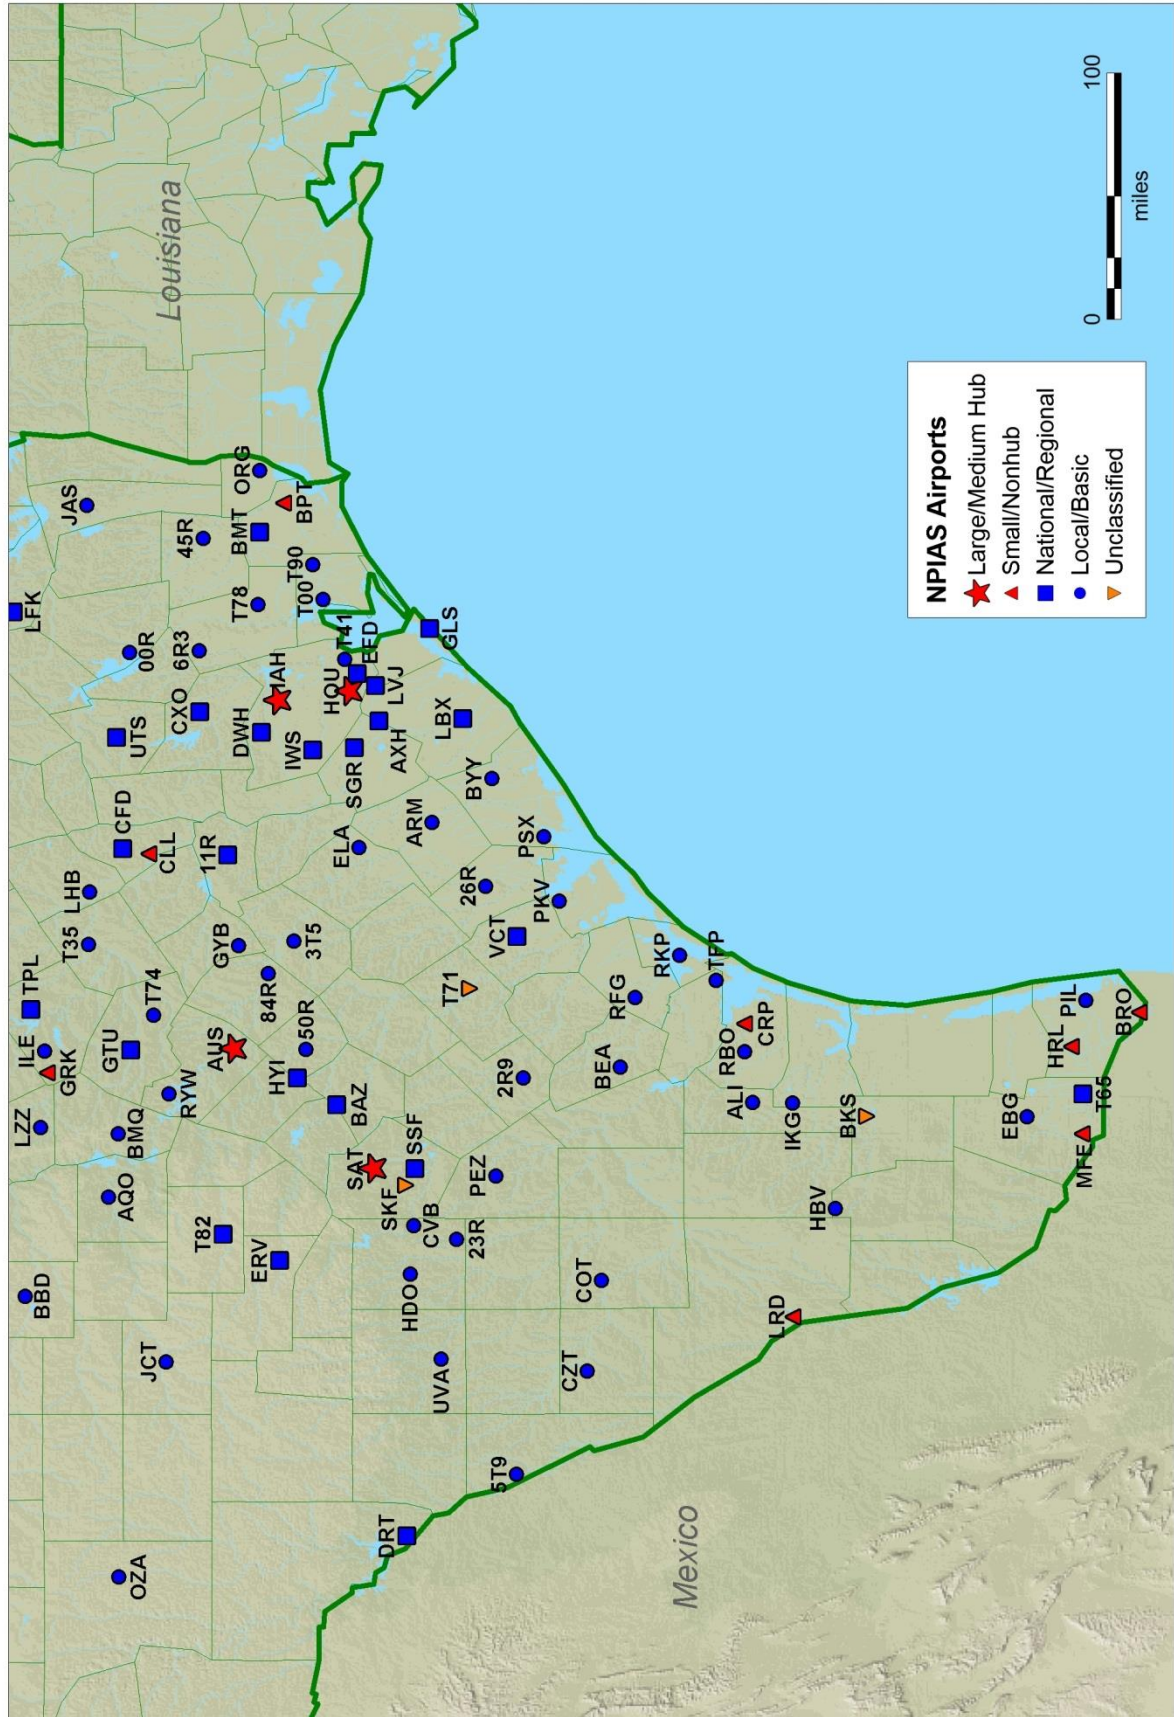 BBD
LZZ
ILE
TPL
LFK
GRK
T35
LHB
JAS
OZA
AQO
BMQ
GTU
CFD
UTS
00R
JCT
RYW
T74
CLL
CXO
6R3
45R
Louisiana
T82
AUS
GYB
11R
DWH
T78
BMT
ORG
ERV
HYI
84R
3T5
IWS
IAH
T90
BPT
50R
T00
BAZ
SAT
ELA
SGR
HOU
T41
EFD
DRT
HDO
SKF
SSF
AXH
LVJ
CVB
ARM
GLS
UVA
23R
T71
LBX
PEZ
26R
BYY
5T9
2R9
VCT
PSX
PKV
CZT
COT
BEA
RFG
Mexico
RKP
TFP
LRD
ALI
RBO
CRP
IKG
HBV
BKS
EBG
HRL
PIL
MFE
T65
BRO
NPIAS Airports
Large/Medium Hub
Small/Nonhub
National/Regional
Local/Basic
Unclassified
0 100
miles